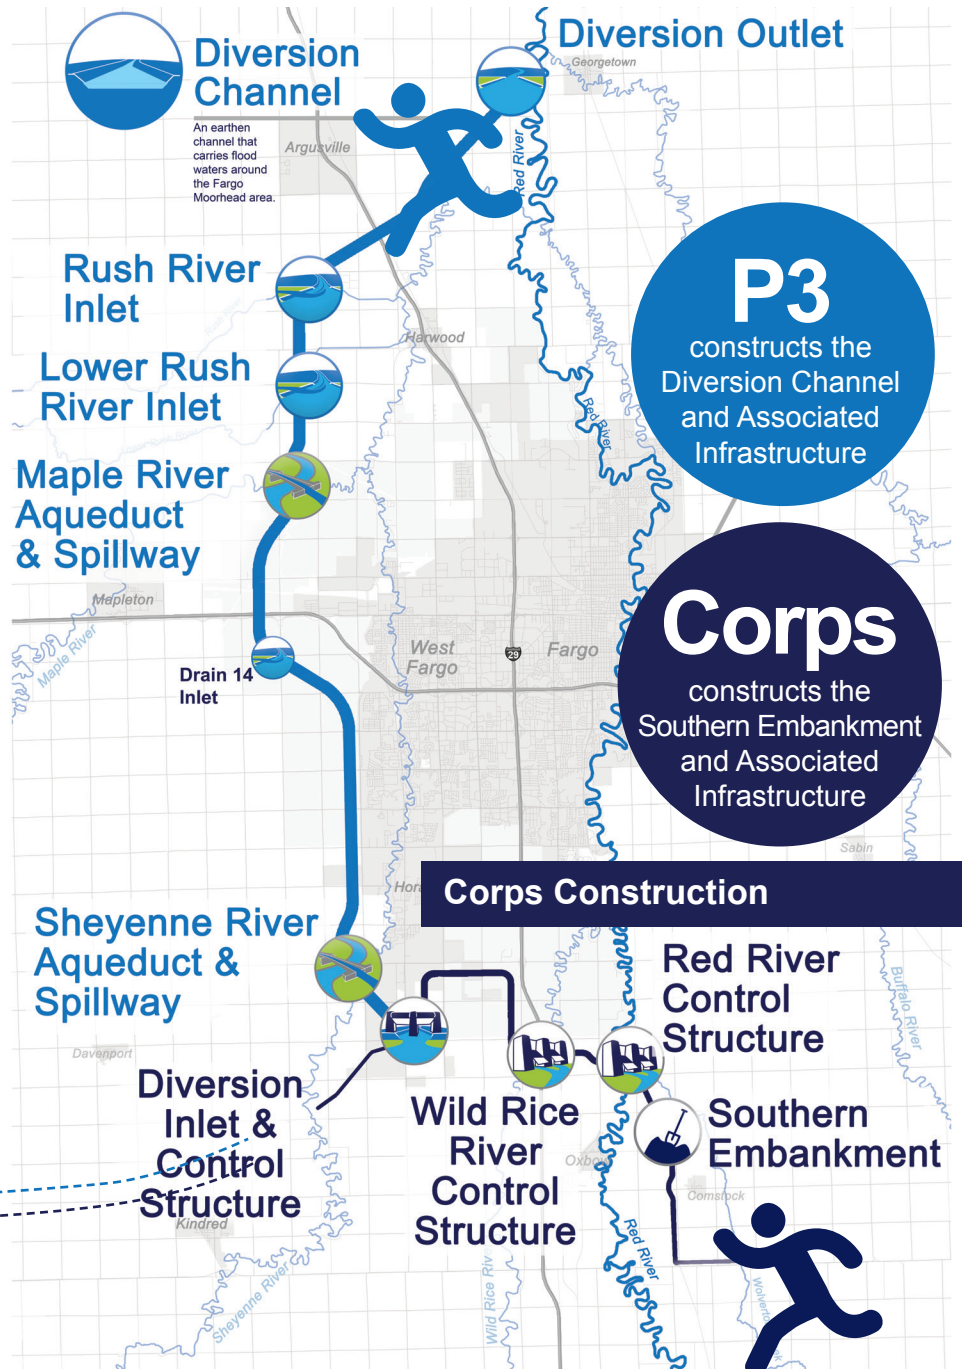 Diversion Outlet
Georgetown
Diversion
Channel
An earthen
channel that
carries flood
waters around
the Fargo
Moorhead area.
Argusville
Red River
Rush River
Inlet
P3
constructs the
Diversion Channel
and Associated
Infrastructure
Harwood
Lower Rush
River Inlet
Red River
Maple River
Aqueduct
& Spillway
Mapleton
Maple River
Corps
constructs the
Southern Embankment
and Associated
Infrastructure
West
Fargo
29
Fargo
Drain 14
Inlet
Sabin
Corps Construction
Sheyenne River
Aqueduct &
Spillway
Red River
Control
Structure
Buffalo River
Davenport
Diversion
Inlet &
Control
Structure
Wild Rice
River
Control
Structure
Southern
Embankment
Oxbow
Comstock
Kindred
Sheyenne River
Wild Rice Riv
Red River